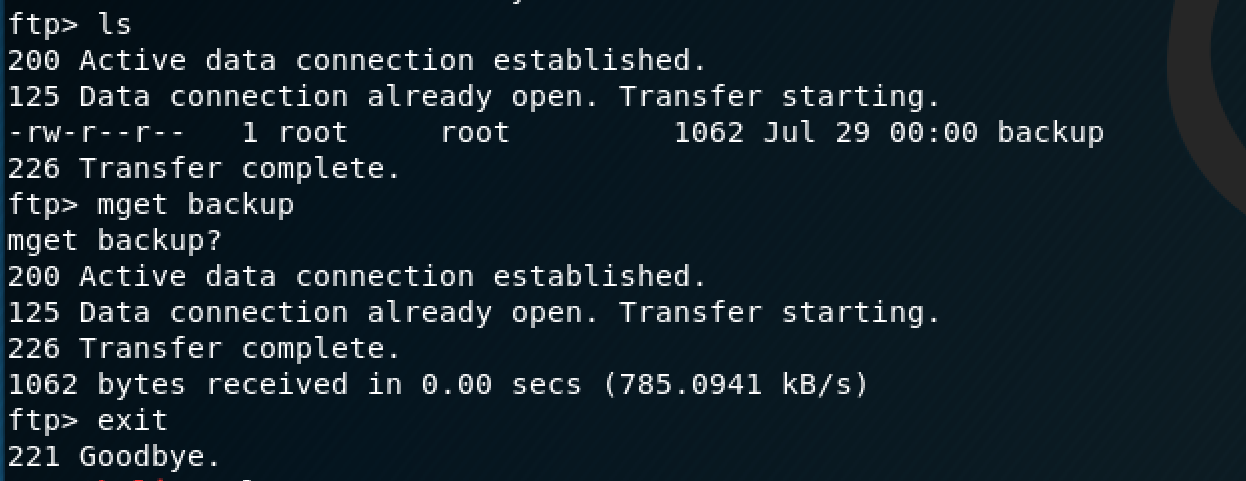 ftp> ls
200 Active data connection established.
125 Data connection already open. Transfer starting.
-rw-r--r--   1 root     root         1062 Jul 29 00:00 backup
226 Transfer complete.
ftp> mget backup
mget backup?
200 Active data connection established.
125 Data connection already open. Transfer starting.
226 Transfer complete.
1062 bytes received in 0.00 secs (785.0941 kB/s)
ftp> exit
221 Goodbye.